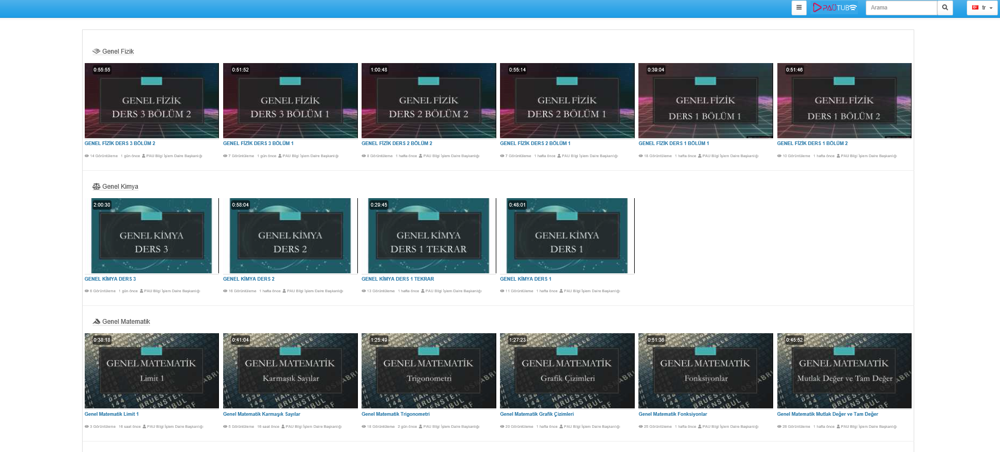 PAÜTUB
Arama
tr
Genel Fizik
0:55:55
GENEL FİZİK
DERS 3 BÖLÜM 2
GENEL FİZİK DERS 3 BÖLÜM 2
14 Görüntüleme 1 gün önce PAU Bilgi İşlem Daire Başkanlığı
0:51:52
GENEL FİZİK
DERS 3 BÖLÜM 1
GENEL FİZİK DERS 3 BÖLÜM 1
7 Görüntüleme 1 gün önce PAU Bilgi İşlem Daire Başkanlığı
1:00:48
GENEL FİZİK
DERS 2 BÖLÜM 2
GENEL FİZİK DERS 2 BÖLÜM 2
8 Görüntüleme 1 hafta önce PAU Bilgi İşlem Daire Başkanlığı
0:55:14
GENEL FİZİK
DERS 2 BÖLÜM 1
GENEL FİZİK DERS 2 BÖLÜM 1
7 Görüntüleme 1 hafta önce PAU Bilgi İşlem Daire Başkanlığı
0:39:04
GENEL FİZİK
DERS 1 BÖLÜM 1
GENEL FİZİK DERS 1 BÖLÜM 1
18 Görüntüleme 1 hafta önce PAU Bilgi İşlem Daire Başkanlığı
0:51:46
GENEL FİZİK
DERS 1 BÖLÜM 2
GENEL FİZİK DERS 1 BÖLÜM 2
10 Görüntüleme 1 hafta önce PAU Bilgi İşlem Daire Başkanlığı
Genel Kimya
2:00:30
GENEL KİMYA
DERS 3
GENEL KİMYA DERS 3
6 Görüntüleme 1 gün önce PAU Bilgi İşlem Daire Başkanlığı
0:58:04
GENEL KİMYA
DERS 2
GENEL KİMYA DERS 2
16 Görüntüleme 1 hafta önce PAU Bilgi İşlem Daire Başkanlığı
0:29:45
GENEL KİMYA
DERS 1 TEKRAR
GENEL KİMYA DERS 1 TEKRAR
13 Görüntüleme 1 hafta önce PAU Bilgi İşlem Daire Başkanlığı
0:48:01
GENEL KİMYA
DERS 1
GENEL KİMYA DERS 1
11 Görüntüleme 1 hafta önce PAU Bilgi İşlem Daire Başkanlığı
Genel Matematik
0:38:18
GENEL MATEMATİK
Limit 1
Genel Matematik Limit 1
3 Görüntüleme 16 saat önce PAU Bilgi İşlem Daire Başkanlığı
0:41:04
GENEL MATEMATİK
Karmaşık Sayılar
Genel Matematik Karmaşık Sayılar
5 Görüntüleme 16 saat önce PAU Bilgi İşlem Daire Başkanlığı
1:25:49
GENEL MATEMATİK
Trigonometri
Genel Matematik Trigonometri
18 Görüntüleme 2 gün önce PAU Bilgi İşlem Daire Başkanlığı
1:27:23
GENEL MATEMATİK
Grafik Çizimleri
Genel Matematik Grafik Çizimleri
20 Görüntüleme 1 hafta önce PAU Bilgi İşlem Daire Başkanlığı
0:51:36
GENEL MATEMATİK
Fonksiyonlar
Genel Matematik Fonksiyonlar
25 Görüntüleme 1 hafta önce PAU Bilgi İşlem Daire Başkanlığı
0:45:52
GENEL MATEMATİK
Mutlak Değer ve Tam Değer
Genel Matematik Mutlak Değer ve Tam Değer
28 Görüntüleme 1 hafta önce PAU Bilgi İşlem Daire Başkanlığı